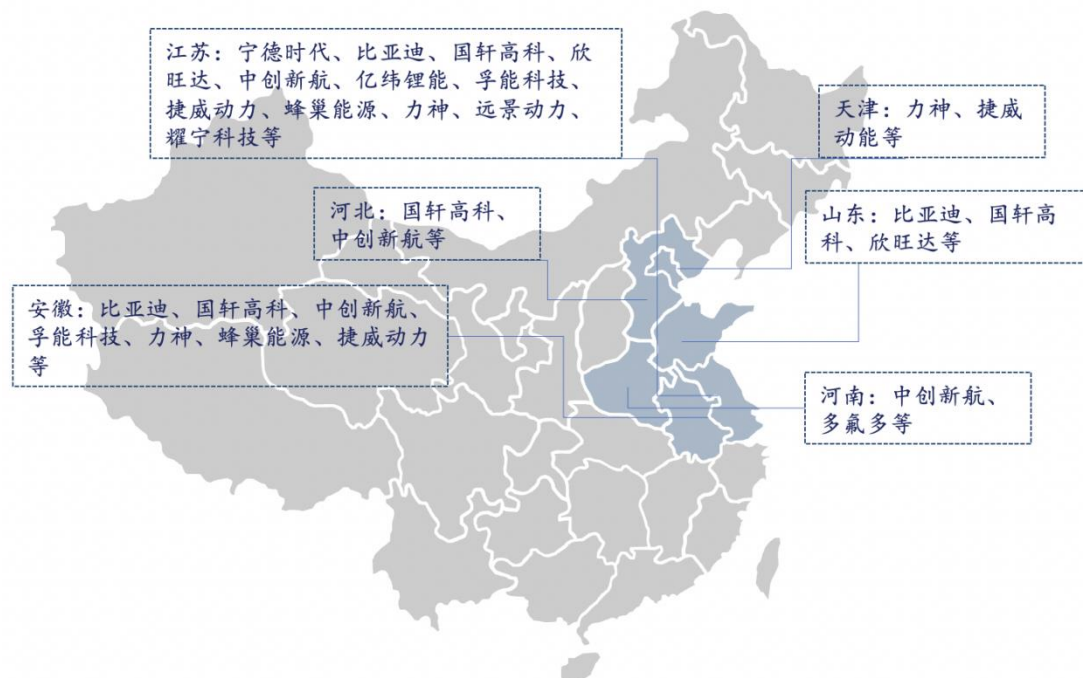 江苏：宁德时代、比亚迪、国轩高科、欣
旺达、中创新航、亿纬锂能、孚能科技、
捷威动力、蜂巢能源、力神、远景动力、
耀宁科技等
天津：力神、捷威
动能等
河北：国轩高科、
中创新航等
山东：比亚迪、国轩高
科、欣旺达等
安徽：比亚迪、国轩高科、中创新航、
孚能科技、力神、蜂巢能源、捷威动力
等
河南：中创新航、
多氟多等